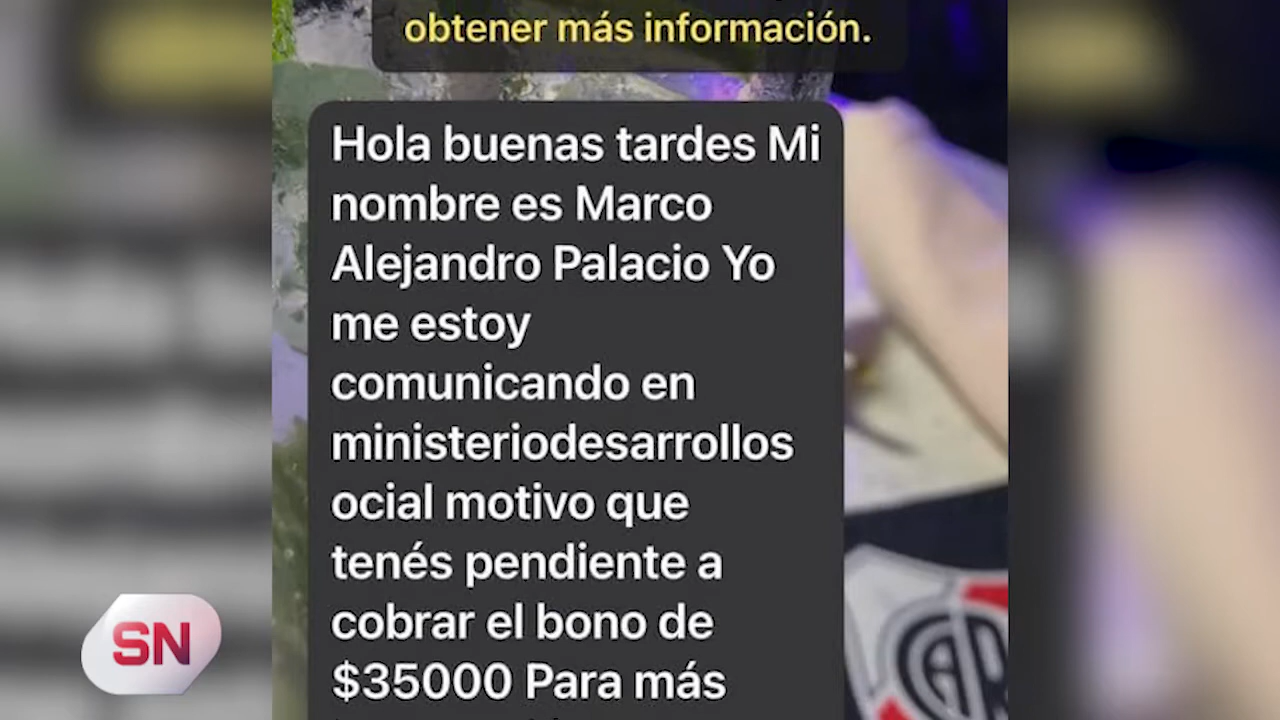 obtener más información.
Hola buenas tardes Mi
nombre es Marco
Alejandro Palacio Yo
me estoy
comunicando en
ministeriodesarrollos
ocial motivo que
tenés pendiente a
cobrar el bono de
$35000 Para más
SN